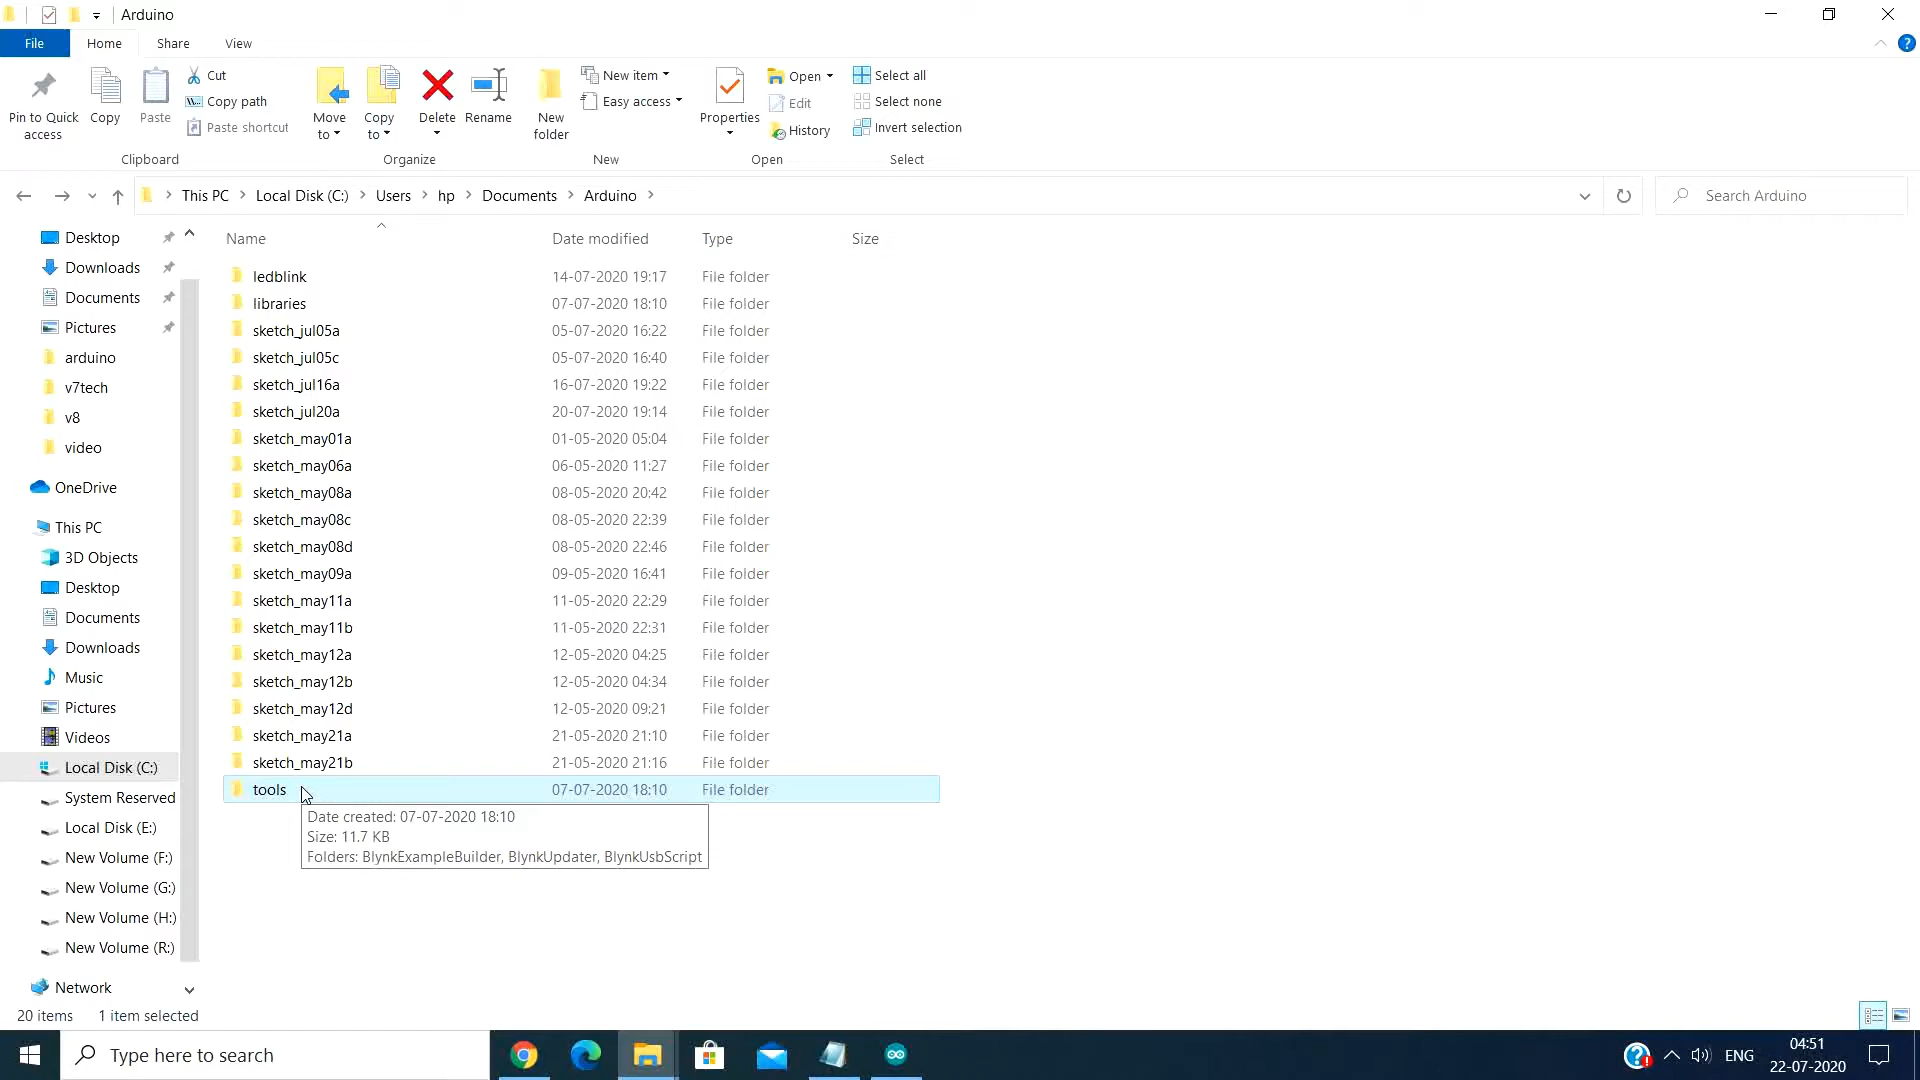 Arduino
File Home Share View
Pin to Quick access
Copy
Paste
Cut
Copy path
Paste shortcut
Clipboard
Move to
Copy to
Delete
Rename
Organize
New folder
New item
Easy access
New
Properties
Open
Edit
History
Open
Select all
Select none
Invert selection
Select
This PC Local Disk (C:) Users hp Documents Arduino
Search Arduino
Desktop
Downloads
Documents
Pictures
arduino
v7tech
v8
video
OneDrive
This PC
3D Objects
Desktop
Documents
Downloads
Music
Pictures
Videos
Local Disk (C:)
System Reserved
Local Disk (E:)
New Volume (F:)
New Volume (G:)
New Volume (H:)
New Volume (R:)
Network
Name Date modified Type Size
ledblink 14-07-2020 19:17 File folder
libraries 07-07-2020 18:10 File folder
sketch_jul05a 05-07-2020 16:22 File folder
sketch_jul05c 05-07-2020 16:40 File folder
sketch_jul16a 16-07-2020 19:22 File folder
sketch_jul20a 20-07-2020 19:14 File folder
sketch_may01a 01-05-2020 05:04 File folder
sketch_may06a 06-05-2020 11:27 File folder
sketch_may08a 08-05-2020 20:42 File folder
sketch_may08c 08-05-2020 22:39 File folder
sketch_may08d 08-05-2020 22:46 File folder
sketch_may09a 09-05-2020 16:41 File folder
sketch_may11a 11-05-2020 22:29 File folder
sketch_may11b 11-05-2020 22:31 File folder
sketch_may12a 12-05-2020 04:25 File folder
sketch_may12b 12-05-2020 04:34 File folder
sketch_may12d 12-05-2020 09:21 File folder
sketch_may21a 21-05-2020 21:10 File folder
sketch_may21b 21-05-2020 21:16 File folder
tools 07-07-2020 18:10 File folder
Date created: 07-07-2020 18:10
Size: 11.7 KB
Folders: BlynkExampleBuilder, BlynkUpdater, BlynkUsbScript
20 items 1 item selected
Type here to search
ENG
04:51
22-07-2020